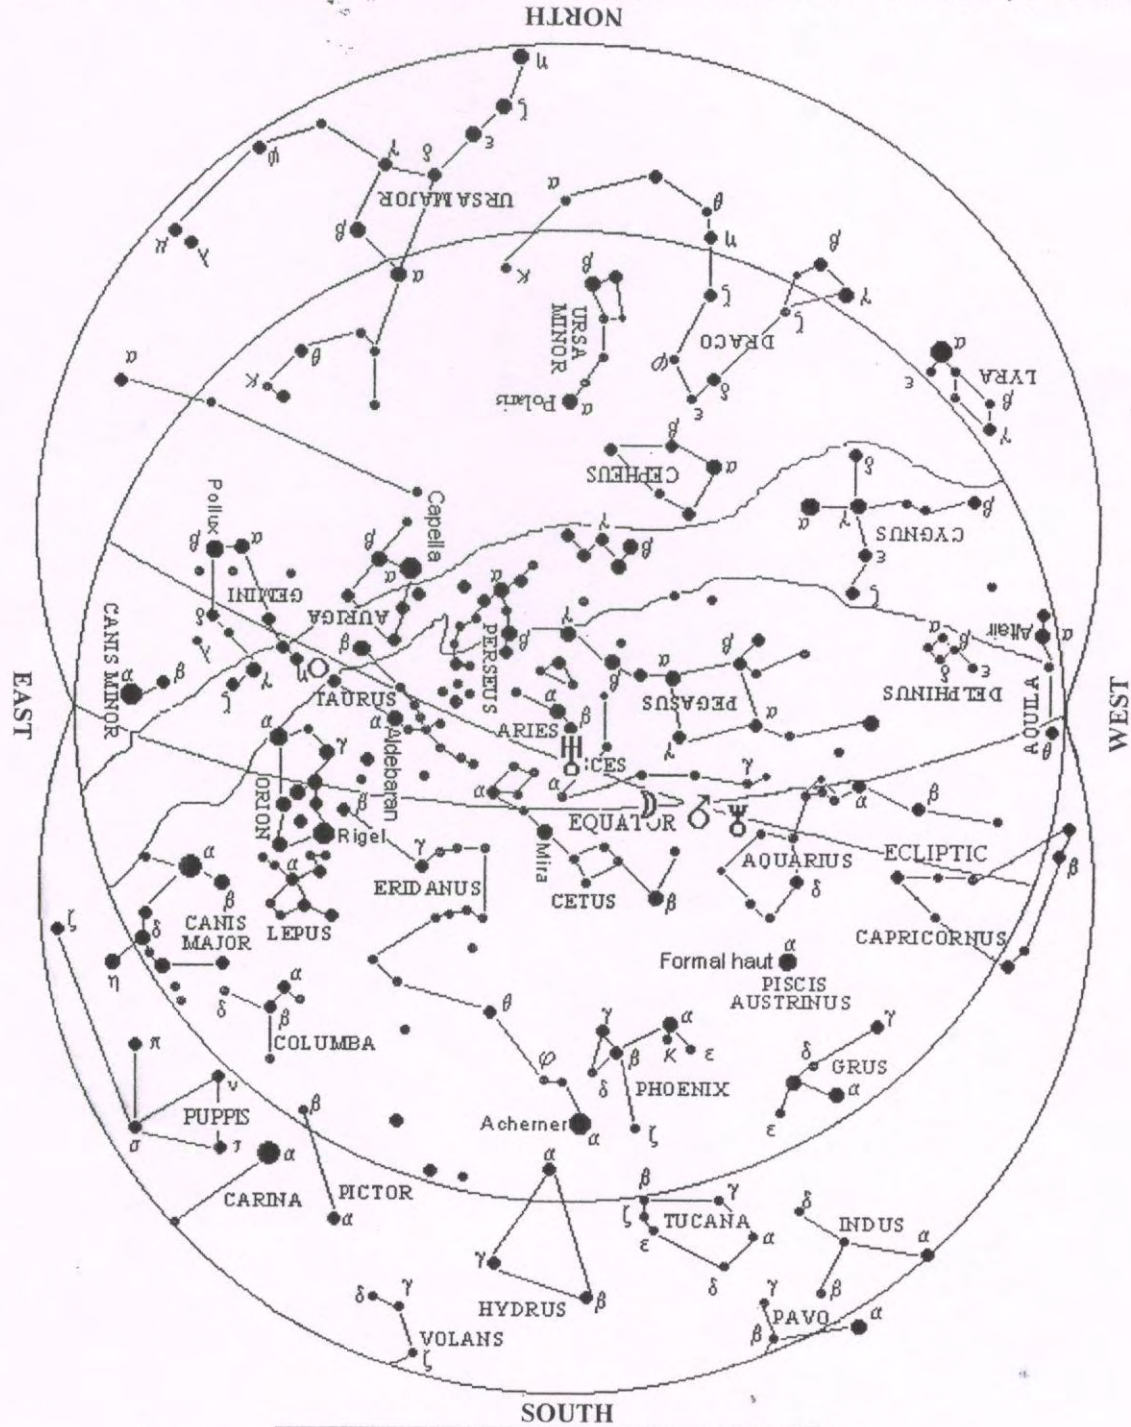 NORTH
η
ζ
ε
δ
γ
φ
URSA MAJOR
α
θ
β
μ
λ
η
β
α
κ
β
URSA
MINOR
ζ
γ
ζ
DRACO
θ
κ
φ
α
ε
LYRA
α
Polaris
α
δ
ε
β
γ
β
CEPHEUS
α
δ
Pollux
β
α
Capella
β
α
γ
β
α
γ
β
CYGNUS
ε
ζ
GEMINI
AURIGA
α
δ
PERSEUS
β
γ
α
Altair
CANIS MINOR
λ
β
α
β
δ
ε
DELPHINUS
α
β
γ
ζ
η
TAURUS
α
θ
α
β
PEGASUS
EAST
WEST
AQUILA
θ
ARIES
β
α
γ
α
γ
Aldebaran
:CES
α
γ
ORION
β
α
EQUATOR
α
β
Rigel
Mira
γ
AQUARIUS
ECLIPTIC
α
β
α
ERIDANUS
CETUS
β
δ
β
CANIS
MAJOR
LEPUS
CAPRICORNUS
ζ
δ
η
Formal haut
α
PISCIS
AUSTRINUS
α
δ
β
COLUMBA
θ
γ
α
κ
ε
β
δ
PHOENIX
γ
δ
GRUS
α
ε
π
ν
PUPPIS
σ
τ
β
φ
Acherner
α
ζ
α
CARINA
PICTOR
α
α
β
γ
ζ
TUCANA
ε
α
δ
δ
INDUS
α
β
γ
HYDRUS
β
δ
γ
VOLANS
ζ
γ
PAVO
α
β
SOUTH